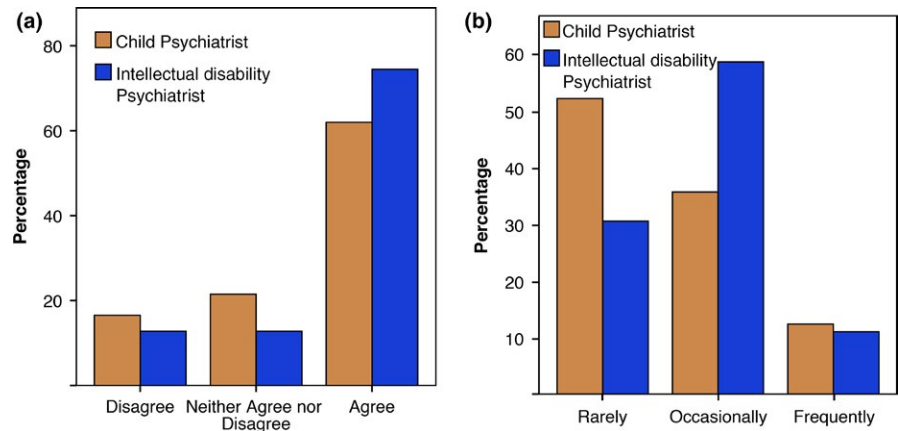 (a)
Child Psychiatrist
Intellectual disability
Psychiatrist
Percentage
80
60
40
20
Disagree
Neither Agree nor
Disagree
Agree
(b)
Child Psychiatrist
Intellectual disability
Psychiatrist
Percentage
60
50
40
30
20
10
Rarely
Occasionally
Frequently